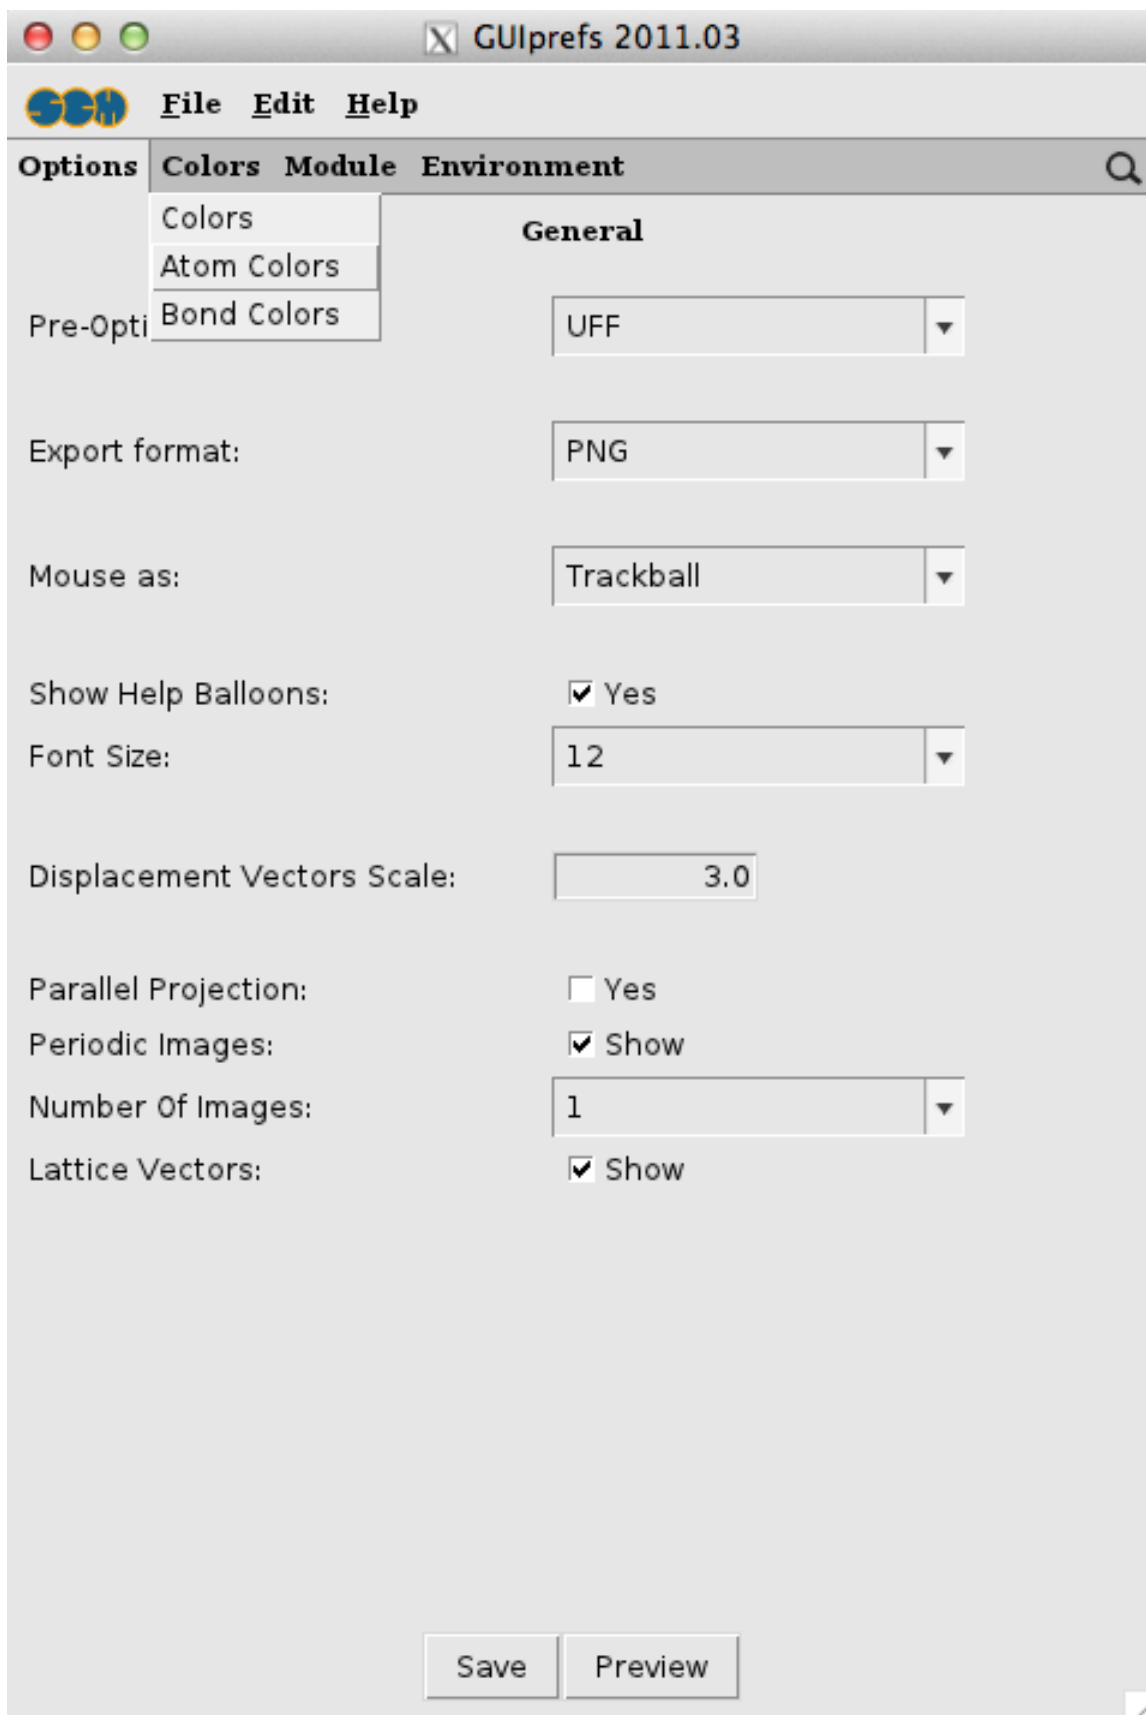 GUIprefs 2011.03
SCM File Edit Help
Options Colors Module Environment
Colors
General
Atom Colors
Bond Colors
Pre-Opti UFF
Export format: PNG
Mouse as: Trackball
Show Help Balloons: Yes
Font Size: 12
Displacement Vectors Scale: 3.0
Parallel Projection: Yes
Periodic Images: Show
Number Of Images: 1
Lattice Vectors: Show
Save Preview